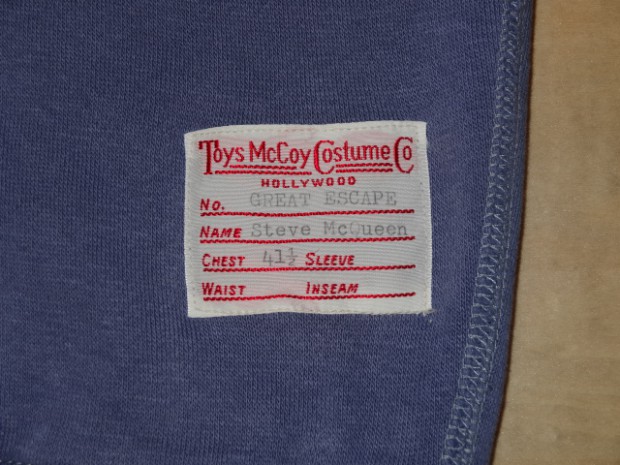 Toys McCoy Costume Co
HOLLYWOOD
No. GREAT ESCAPE
NAME Steve McQueen
CHEST 41½ SLEEVE
WAIST INSEAM